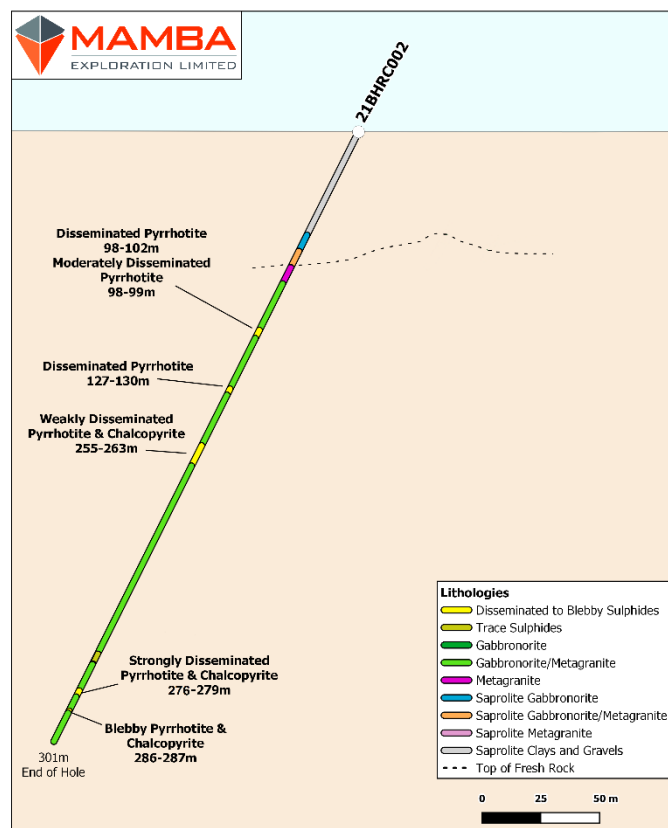 MAMBA
EXPLORATION LIMITED
21BHRC002
Disseminated Pyrrhotite
98-102m
Moderately Disseminated
Pyrrhotite
98-99m
Disseminated Pyrrhotite
127-130m
Weakly Disseminated
Pyrrhotite & Chalcopyrite
255-263m
Strongly Disseminated
Pyrrhotite & Chalcopyrite
276-279m
Blebby Pyrrhotite &
Chalcopyrite
286-287m
301m
End of Hole
Lithologies
Disseminated to Blebby Sulphides
Trace Sulphides
Gabbronorite
Gabbronorite/Metagranite
Metagranite
Saprolite Gabbronorite
Saprolite Gabbronorite/Metagranite
Saprolite Metagranite
Saprolite Clays and Gravels
Top of Fresh Rock
0 25 50 m